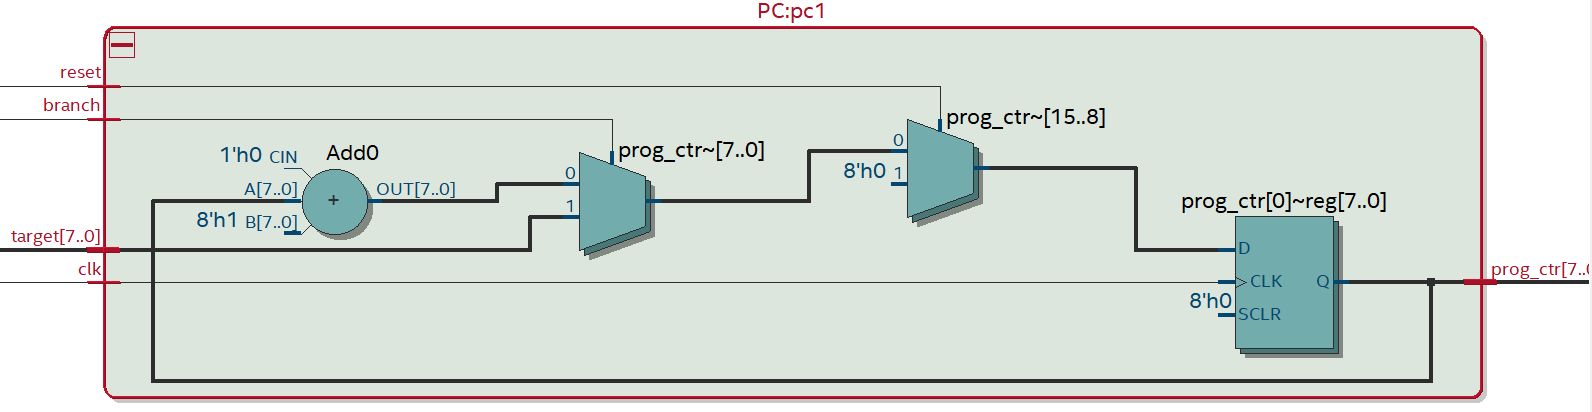 PC:pc1
reset
branch
prog_ctr~[15..8]
0
8'h0 1
1'h0 CIN
Add0
prog_ctr~[7..0]
0
1
A[7..0]
+
OUT[7..0]
8'h1 B[7..0]
target[7..0]
clk
prog_ctr[0]~reg[7..0]
D
CLK
Q
8'h0
SCLR
prog_ctr[7..